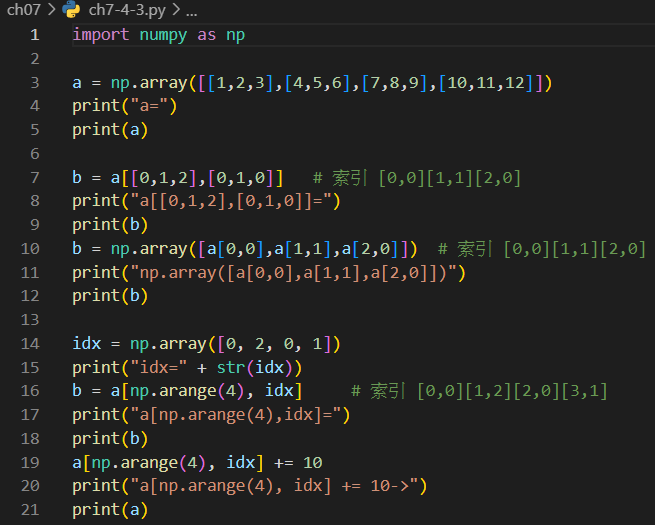 ch07 > ch7-4-3.py > ...
1 import numpy as np
2
3 a = np.array([[1,2,3],[4,5,6],[7,8,9],[10,11,12]])
4 print("a=")
5 print(a)
6
7 b = a[[0,1,2],[0,1,0]]   # 索引 [0,0][1,1][2,0]
8 print("a[[0,1,2],[0,1,0]]=")
9 print(b)
10 b = np.array([a[0,0],a[1,1],a[2,0]])  # 索引 [0,0][1,1][2,0]
11 print("np.array([a[0,0],a[1,1],a[2,0]])")
12 print(b)
13
14 idx = np.array([0, 2, 0, 1])
15 print("idx=" + str(idx))
16 b = a[np.arange(4), idx]     # 索引 [0,0][1,2][2,0][3,1]
17 print("a[np.arange(4),idx]=")
18 print(b)
19 a[np.arange(4), idx] += 10
20 print("a[np.arange(4), idx] += 10->")
21 print(a)